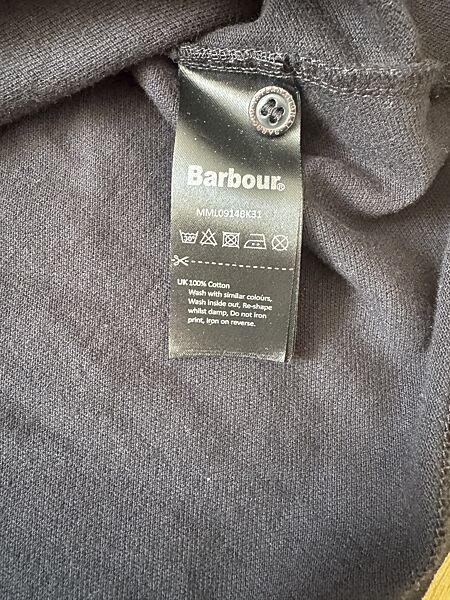 Barbour®
MML0914BK31
30°
UK 100% Cotton
Wash with similar colours,
Wash inside out, Re-shape
whilst damp, Do not iron
print, Iron on reverse.